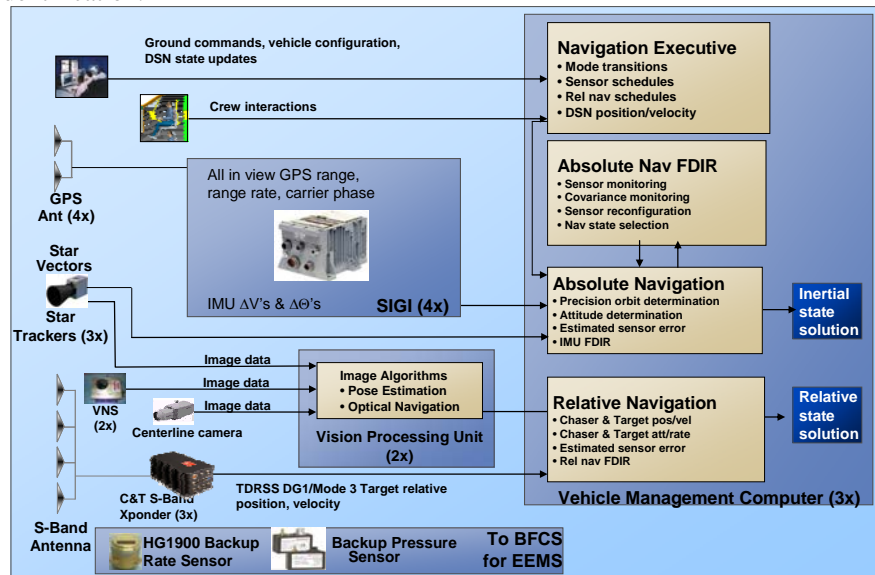 Ground commands, vehicle configuration,
DSN state updates
Crew interactions
Navigation Executive
• Mode transitions
• Sensor schedules
• Rel nav schedules
• DSN position/velocity
GPS
Ant (4x)
All in view GPS range,
range rate, carrier phase
IMU ΔV's & ΔΘ's
SIGI (4x)
Absolute Nav FDIR
• Sensor monitoring
• Covariance monitoring
• Sensor reconfiguration
• Nav state selection
Star
Vectors
Star
Trackers (3x)
Absolute Navigation
• Precision orbit determination
• Attitude determination
• Estimated sensor error
• IMU FDIR
Inertial
state
solution
Image data
Image data
Image data
VNS
(2x)
Centerline camera
Image Algorithms
• Pose Estimation
• Optical Navigation
Vision Processing Unit
(2x)
Relative Navigation
• Chaser & Target pos/vel
• Chaser & Target att/rate
• Estimated sensor error
• Rel nav FDIR
Relative
state
solution
C&T S-Band
Xponder (3x)
TDRSS DG1/Mode 3 Target relative
position, velocity
Vehicle Management Computer (3x)
S-Band
Antenna
HG1900 Backup
Rate Sensor
Backup Pressure
Sensor
To BFCS
for EEMS